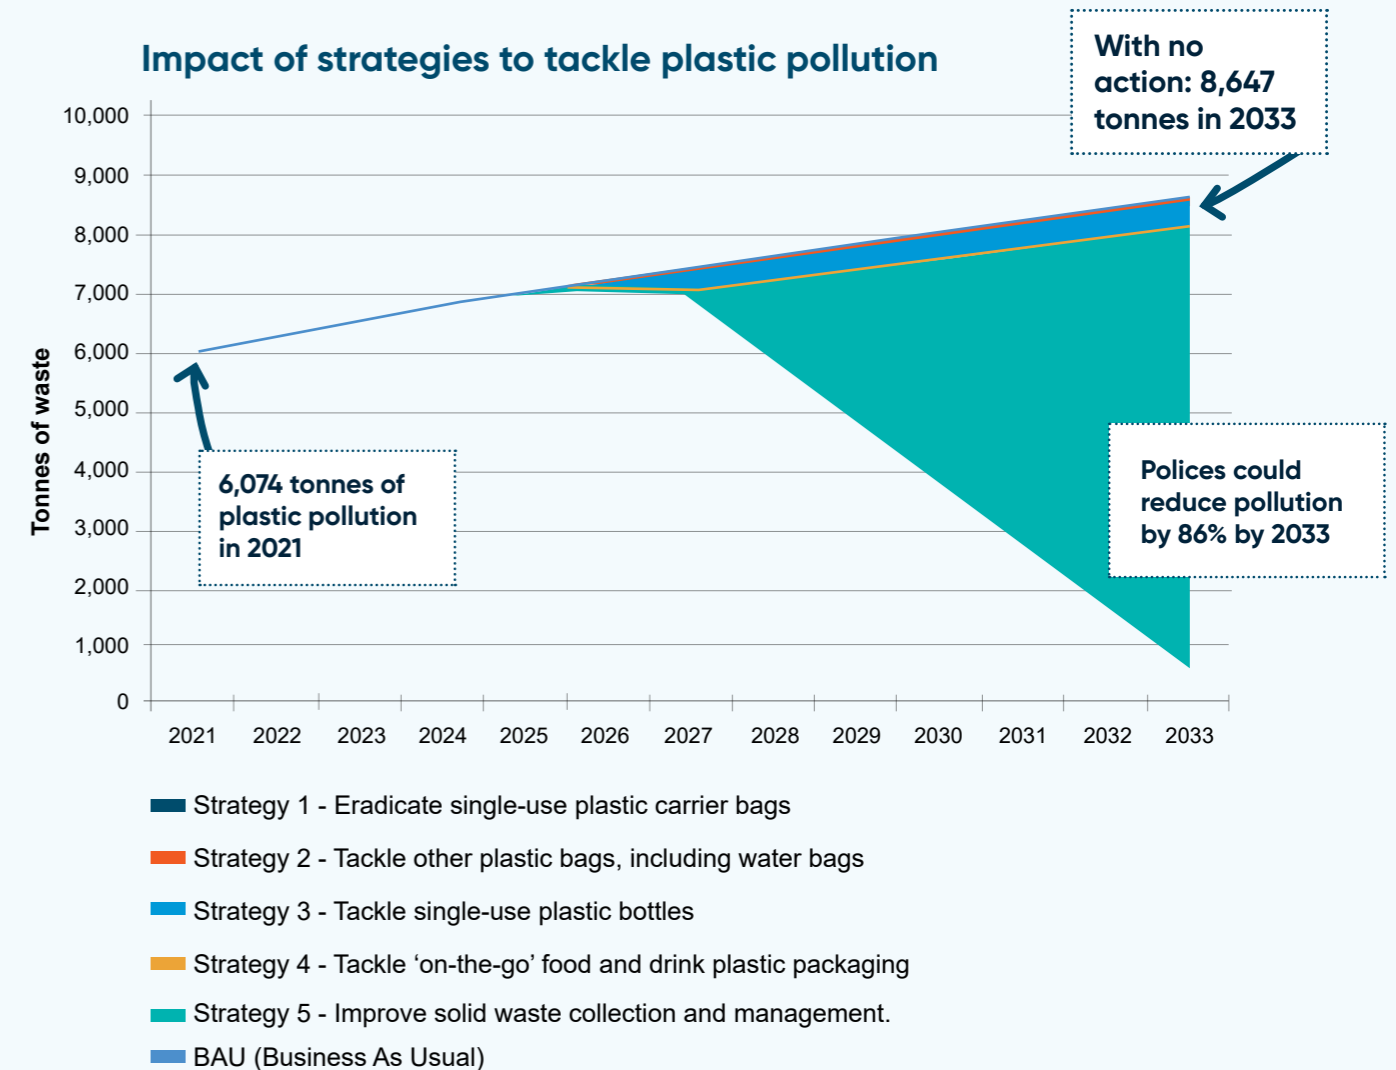 Impact of strategies to tackle plastic pollution
With no
action: 8,647
tonnes in 2033
10,000
9,000
8,000
7,000
6,000
5,000
4,000
3,000
2,000
1,000
0
Tonnes of waste
6,074 tonnes of
plastic pollution
in 2021
Polices could
reduce pollution
by 86% by 2033
2021 2022 2023 2024 2025 2026 2027 2028 2029 2030 2031 2032 2033
Strategy 1 - Eradicate single-use plastic carrier bags
Strategy 2 - Tackle other plastic bags, including water bags
Strategy 3 - Tackle single-use plastic bottles
Strategy 4 - Tackle ‘on-the-go’ food and drink plastic packaging
Strategy 5 - Improve solid waste collection and management.
BAU (Business As Usual)